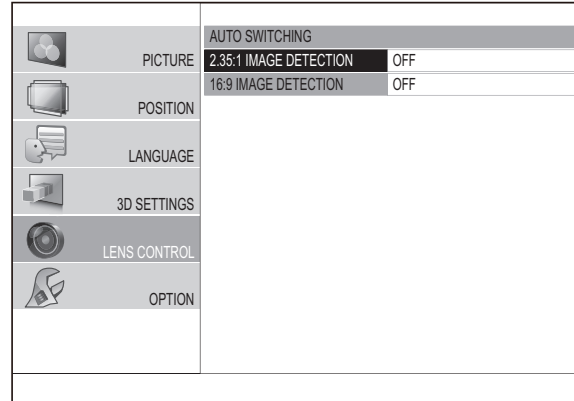 PICTURE
POSITION
LANGUAGE
3D SETTINGS
LENS CONTROL
OPTION
AUTO SWITCHING
2.35:1 IMAGE DETECTION OFF
16:9 IMAGE DETECTION OFF